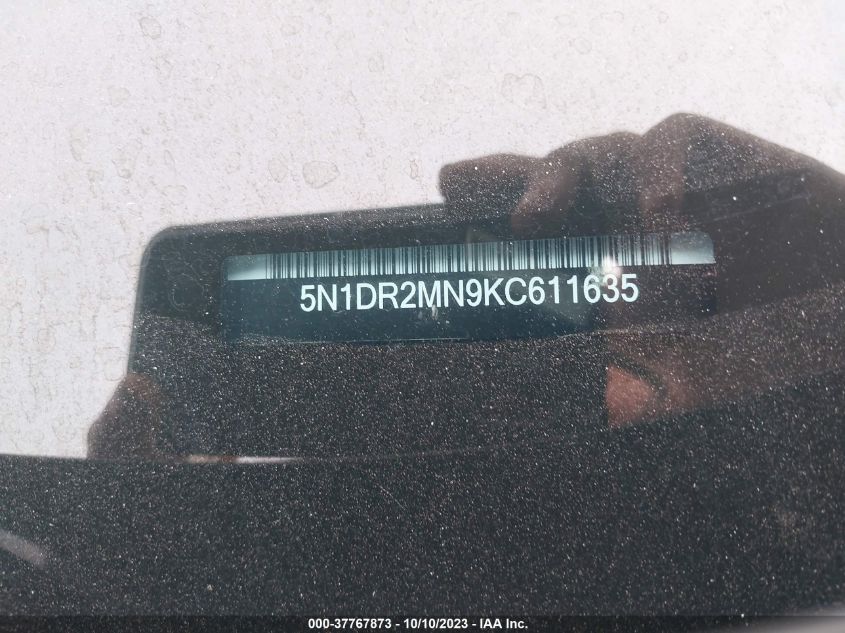 5N1DR2MN9KC611635
000-37767873 - 10/10/2023 - IAA Inc.